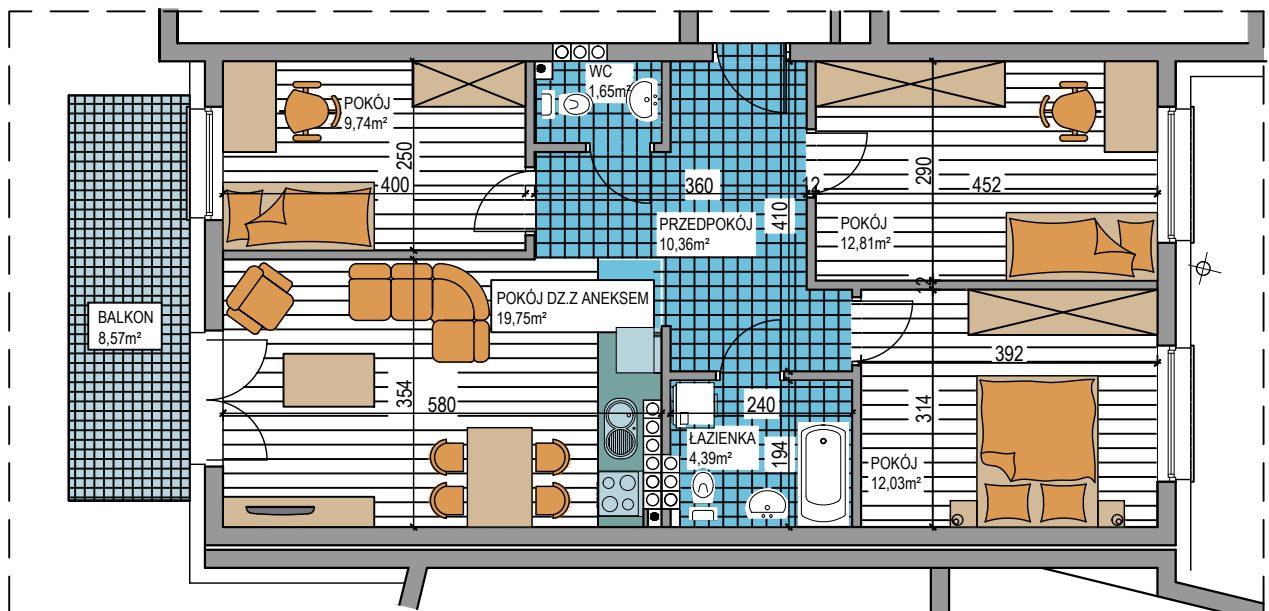 WC
1,65m²
POKÓJ
9,74m²
250
400
360
12
410
290
452
PRZEDPOKÓJ
10,36m²
POKÓJ
12,81m²
12
POKÓJ DZ.Z ANEKSEM
19,75m²
BALKON
8,57m²
354
580
240
392
314
ŁAZIENKA
4,39m²
194
POKÓJ
12,03m²